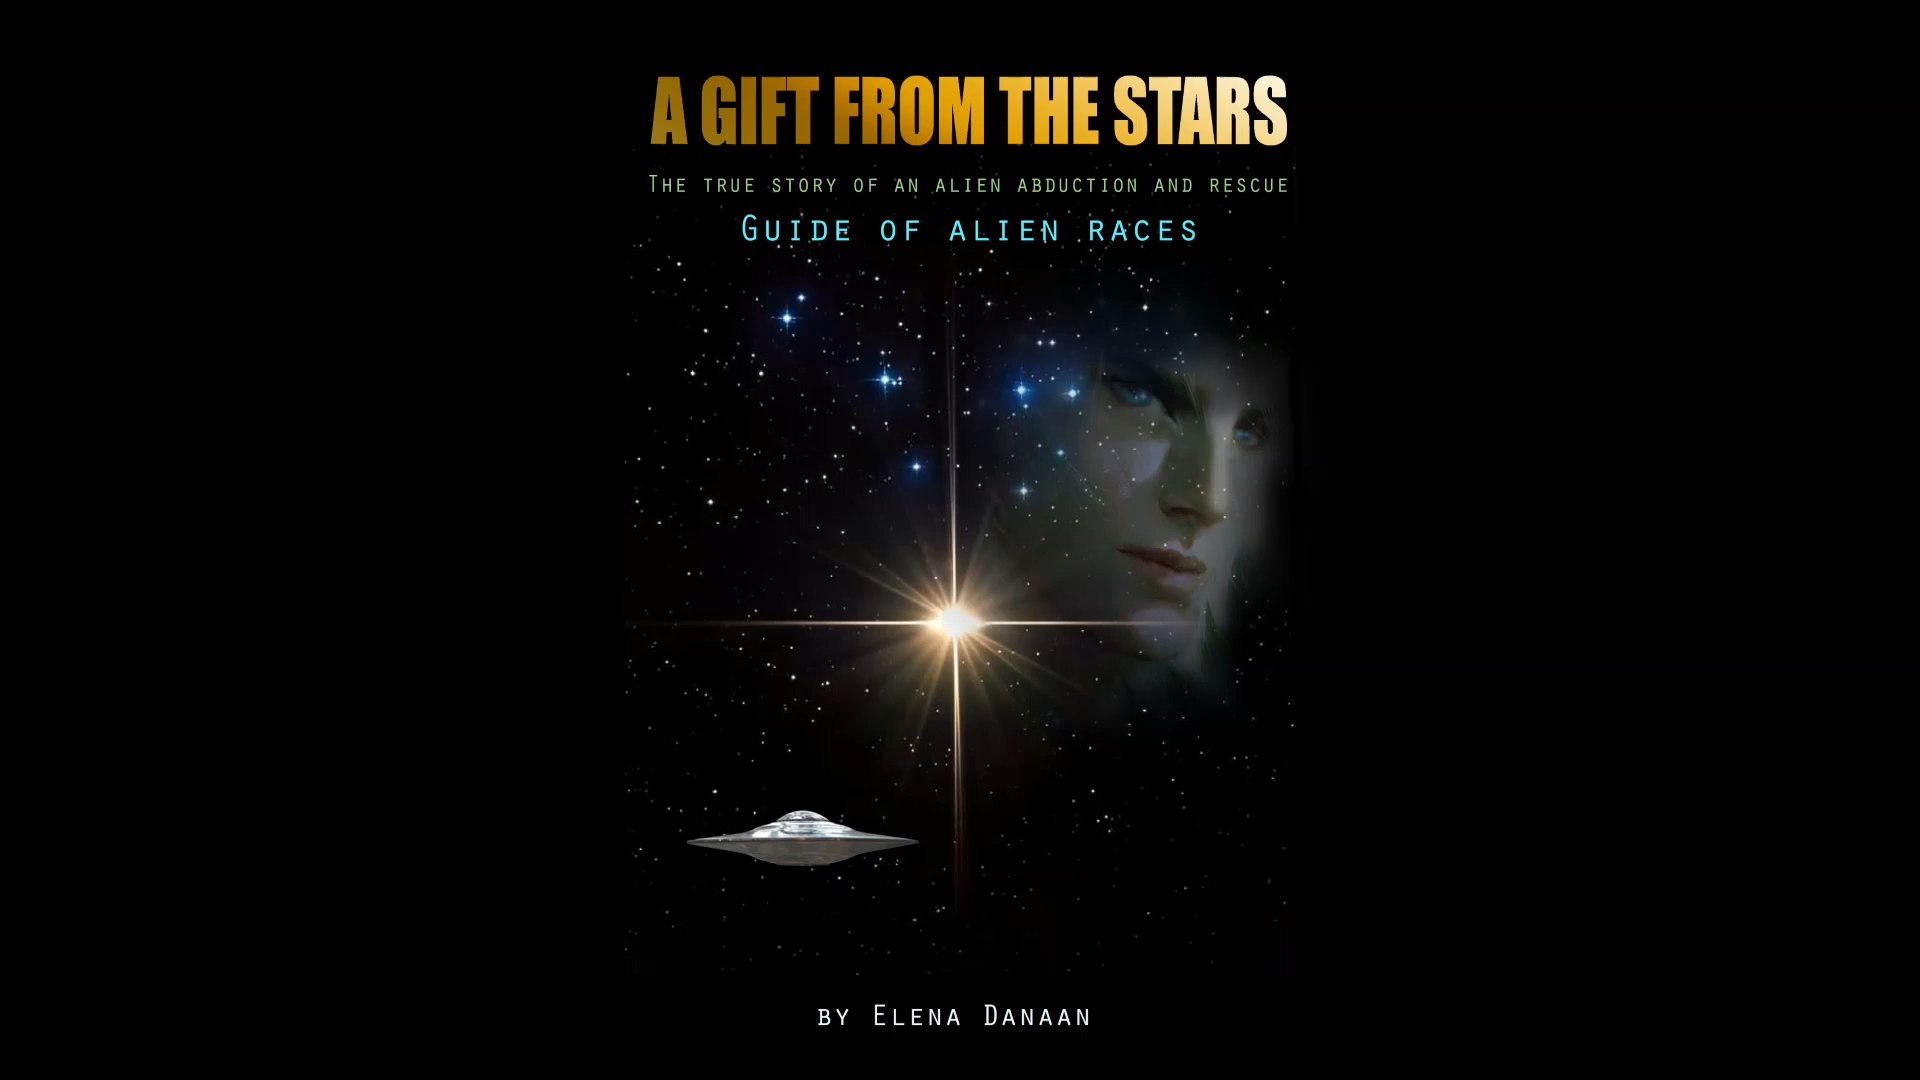 A GIFT FROM THE STARS
The true story of an alien abduction and rescue
Guide of alien races
by Elena Danaan